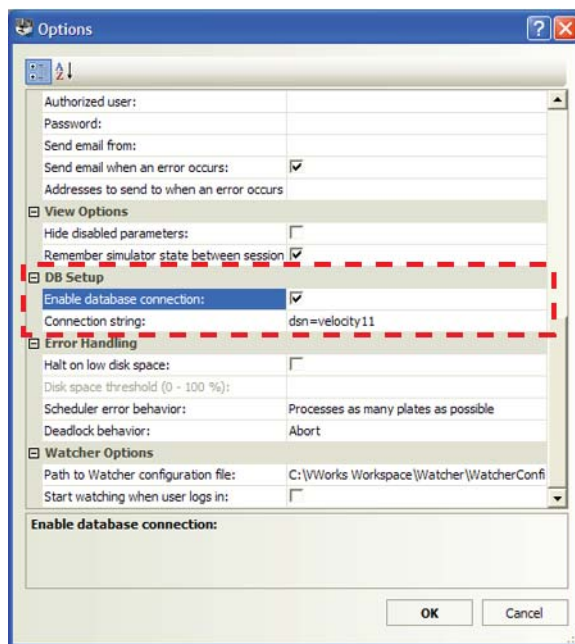 Options
Authorized user:
Password:
Send email from:
Send email when an error occurs:
Addresses to send to when an error occurs
View Options
Hide disabled parameters:
Remember simulator state between session
DB Setup
Enable database connection:
Connection string: dsn=velocity11
Error Handling
Halt on low disk space:
Disk space threshold (0 - 100 %):
Scheduler error behavior: Processes as many plates as possible
Deadlock behavior: Abort
Watcher Options
Path to Watcher configuration file: C:\VWorks Workspace\Watcher\WatcherConfi
Start watching when user logs in:
Enable database connection:
OK Cancel